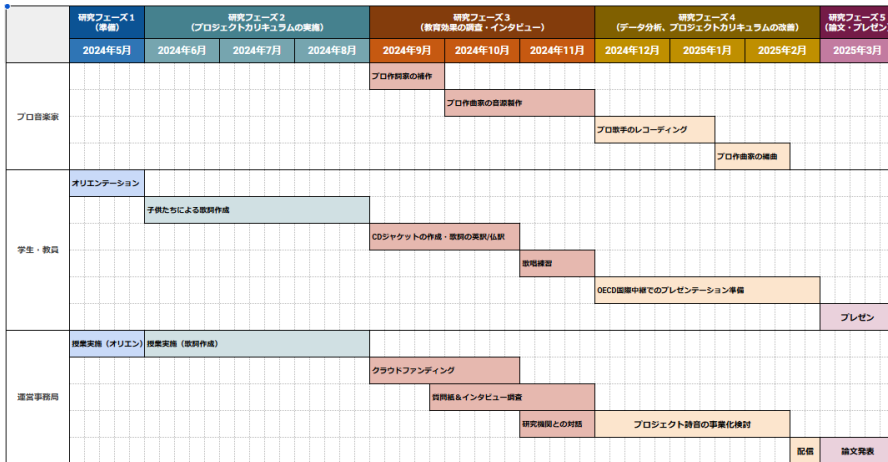 研究フェーズ1
(準備)
研究フェーズ2
(プロジェクトカリキュラムの実施)
研究フェーズ3
(教育効果の調査・インタビュー)
研究フェーズ4
(データ分析、プロジェクトカリキュラムの改善)
研究フェーズ5
(論文・プレゼン
2024年5月
2024年6月
2024年7月
2024年8月
2024年9月
2024年10月
2024年11月
2024年12月
2025年1月
2025年2月
2025年3月
プロ音楽家
プロ作詞家の補作
プロ作曲家の音源製作
プロ歌手のレコーディング
プロ作曲家の編曲
学生・教員
オリエンテーション
子供たちによる歌詞作成
CDジャケットの作成・歌詞の英訳/仏訳
歌唱練習
OECD国際中継でのプレゼンテーション準備
プレゼン
運営事務局
授業実施(オリエン)
授業実施(歌詞作成)
クラウドファンディング
質問紙&インタビュー調査
研究機関との対話
プロジェクト詩音の事業化検討
配信
論文発表